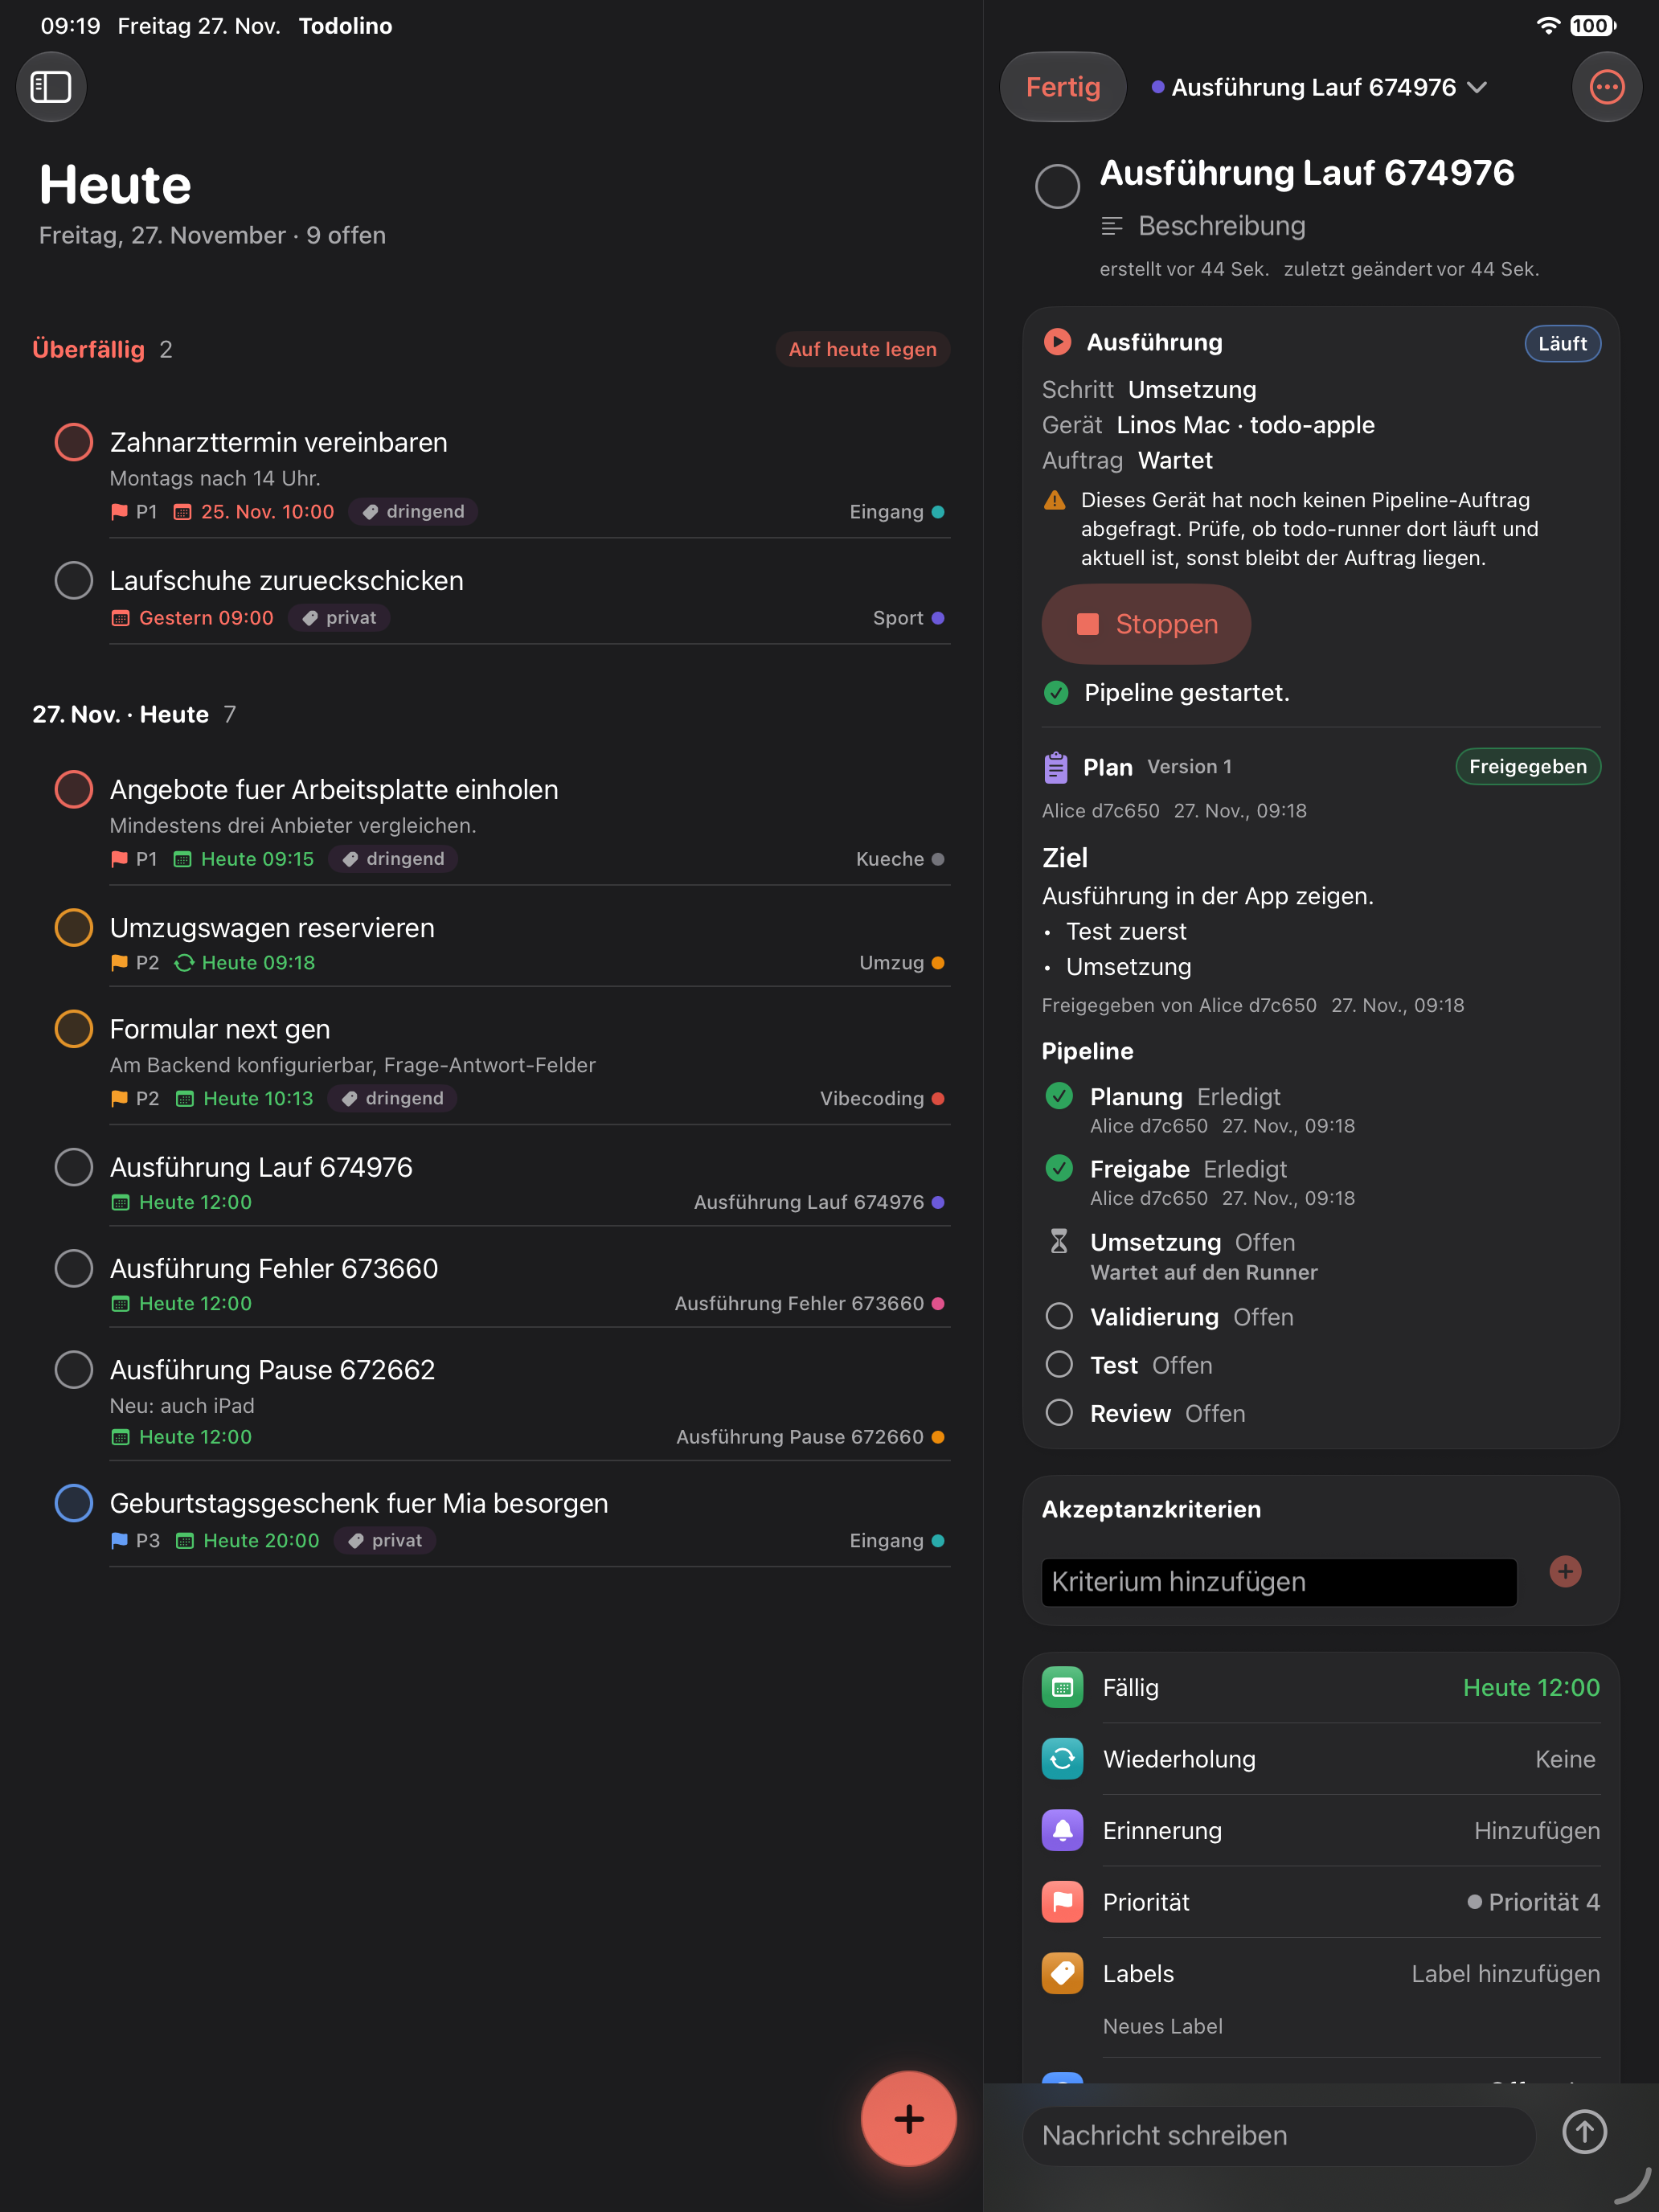 09:19 Freitag 27. Nov. Todolino
100
Heute
Freitag, 27. November · 9 offen
Überfällig 2
Auf heute legen
Zahnarzttermin vereinbaren
Montags nach 14 Uhr.
P1 25. Nov. 10:00 dringend Eingang
Laufschuhe zurueckschicken
Gestern 09:00 privat Sport
27. Nov. · Heute 7
Angebote fuer Arbeitsplatte einholen
Mindestens drei Anbieter vergleichen.
P1 Heute 09:15 dringend Kueche
Umzugswagen reservieren
P2 Heute 09:18 Umzug
Formular next gen
Am Backend konfigurierbar, Frage-Antwort-Felder
P2 Heute 10:13 dringend Vibecoding
Ausführung Lauf 674976
Heute 12:00 Ausführung Lauf 674976
Ausführung Fehler 673660
Heute 12:00 Ausführung Fehler 673660
Ausführung Pause 672662
Neu: auch iPad
Heute 12:00 Ausführung Pause 672660
Geburtstagsgeschenk fuer Mia besorgen
P3 Heute 20:00 privat Eingang
Fertig
Ausführung Lauf 674976
Ausführung Lauf 674976
Beschreibung
erstellt vor 44 Sek. zuletzt geändert vor 44 Sek.
Ausführung Läuft
Schritt Umsetzung
Gerät Linos Mac · todo-apple
Auftrag Wartet
Dieses Gerät hat noch keinen Pipeline-Auftrag
abgefragt. Prüfe, ob todo-runner dort läuft und
aktuell ist, sonst bleibt der Auftrag liegen.
Stoppen
Pipeline gestartet.
Plan Version 1 Freigegeben
Alice d7c650 27. Nov., 09:18
Ziel
Ausführung in der App zeigen.
• Test zuerst
• Umsetzung
Freigegeben von Alice d7c650 27. Nov., 09:18
Pipeline
Planung Erledigt
Alice d7c650 27. Nov., 09:18
Freigabe Erledigt
Alice d7c650 27. Nov., 09:18
Umsetzung Offen
Wartet auf den Runner
Validierung Offen
Test Offen
Review Offen
Akzeptanzkriterien
Kriterium hinzufügen
Fällig Heute 12:00
Wiederholung Keine
Erinnerung Hinzufügen
Priorität Priorität 4
Labels Label hinzufügen
Neues Label
Nachricht schreiben